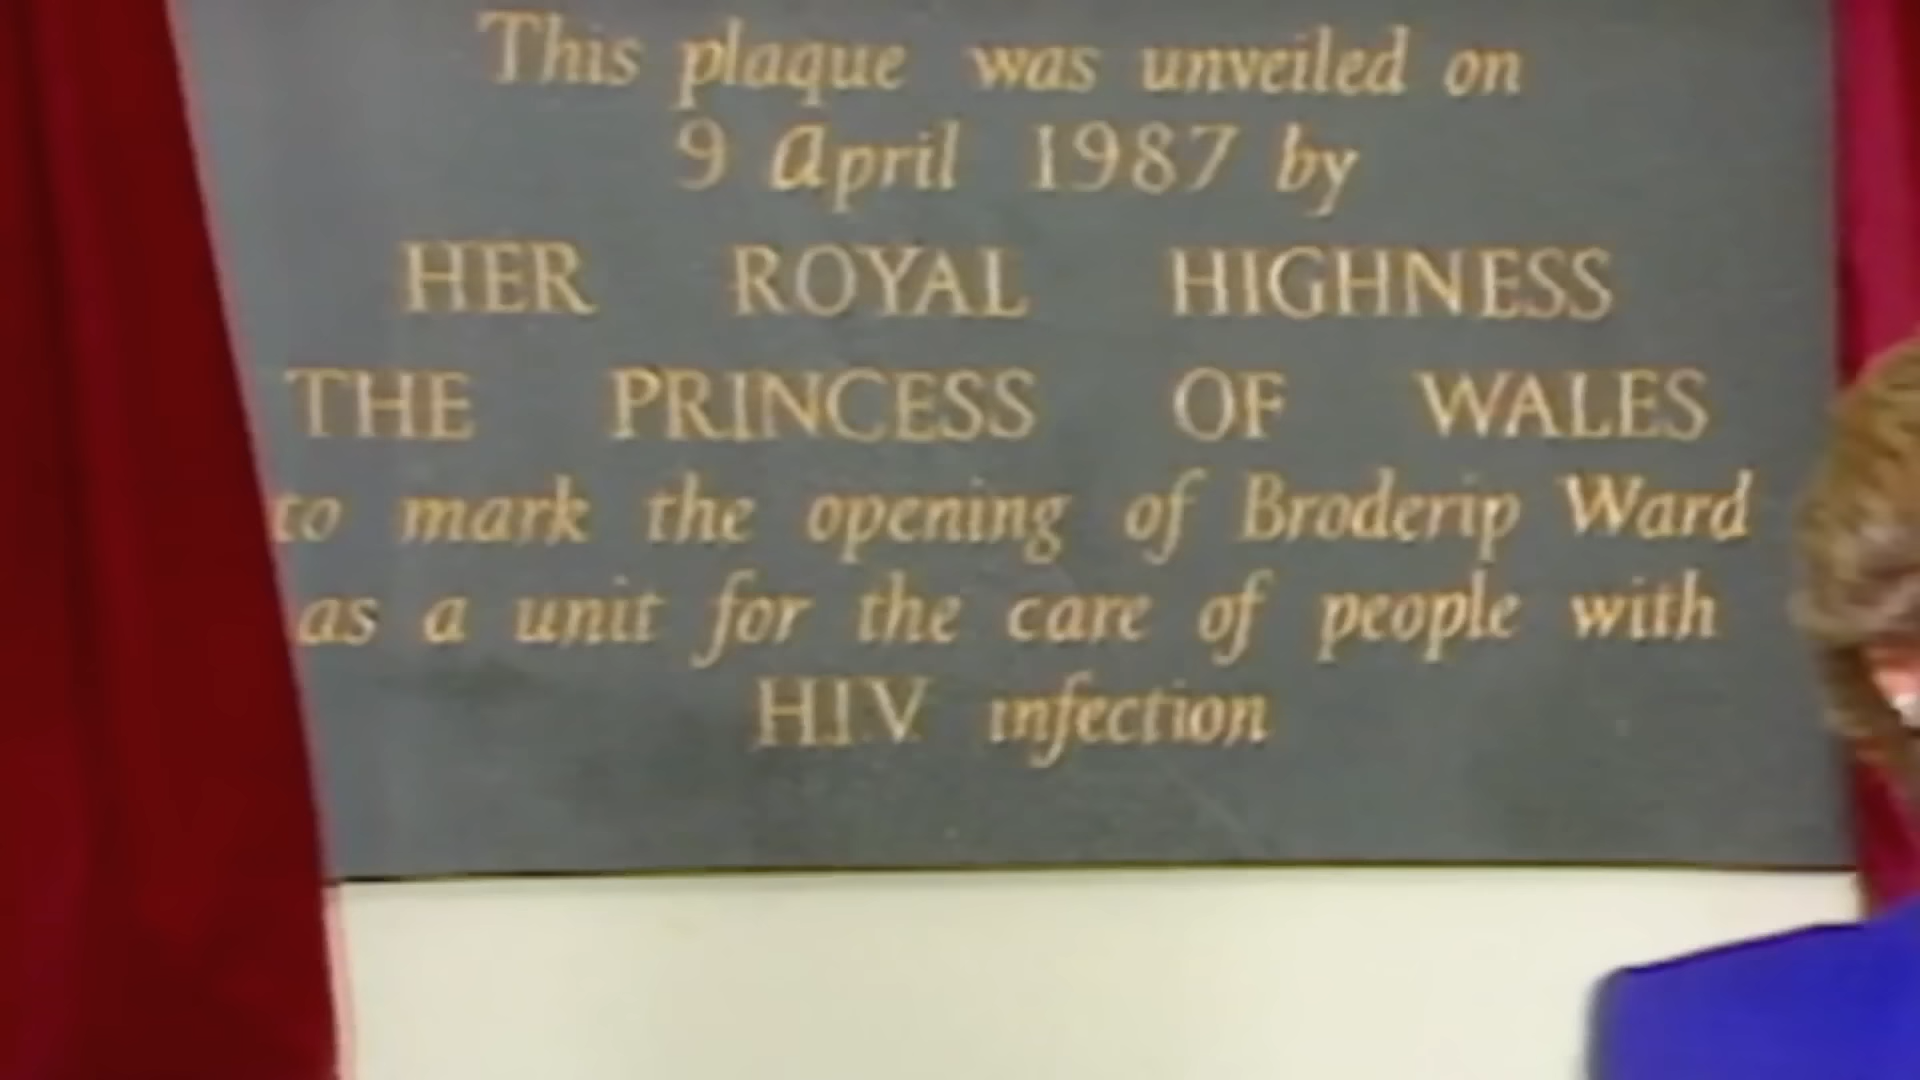 This plaque was unveiled on
9 April 1987 by
HER ROYAL HIGHNESS
THE PRINCESS OF WALES
to mark the opening of Broderip Ward
as a unit for the care of people with
H.I.V. infection